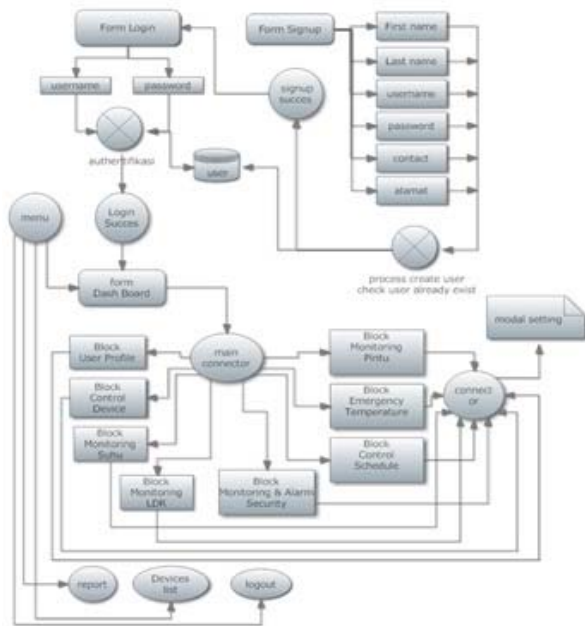 Form Login
Form Signup
First name
Last name
username
password
contact
alamat
username
password
signup
succes
authentifikasi
user
menu
Login
Succes
process create user
check user already exist
form
Dash Board
modal setting
Block
User Profile
main
connector
Block
Monitoring
Pintu
Block
Control
Device
Block
Emergency
Temperature
connect
or
Block
Monitoring
Suhu
Block
Control
Schedule
Block
Monitoring
LDK
Block
Monitoring & Alarm
Security
report
Devices
list
logout